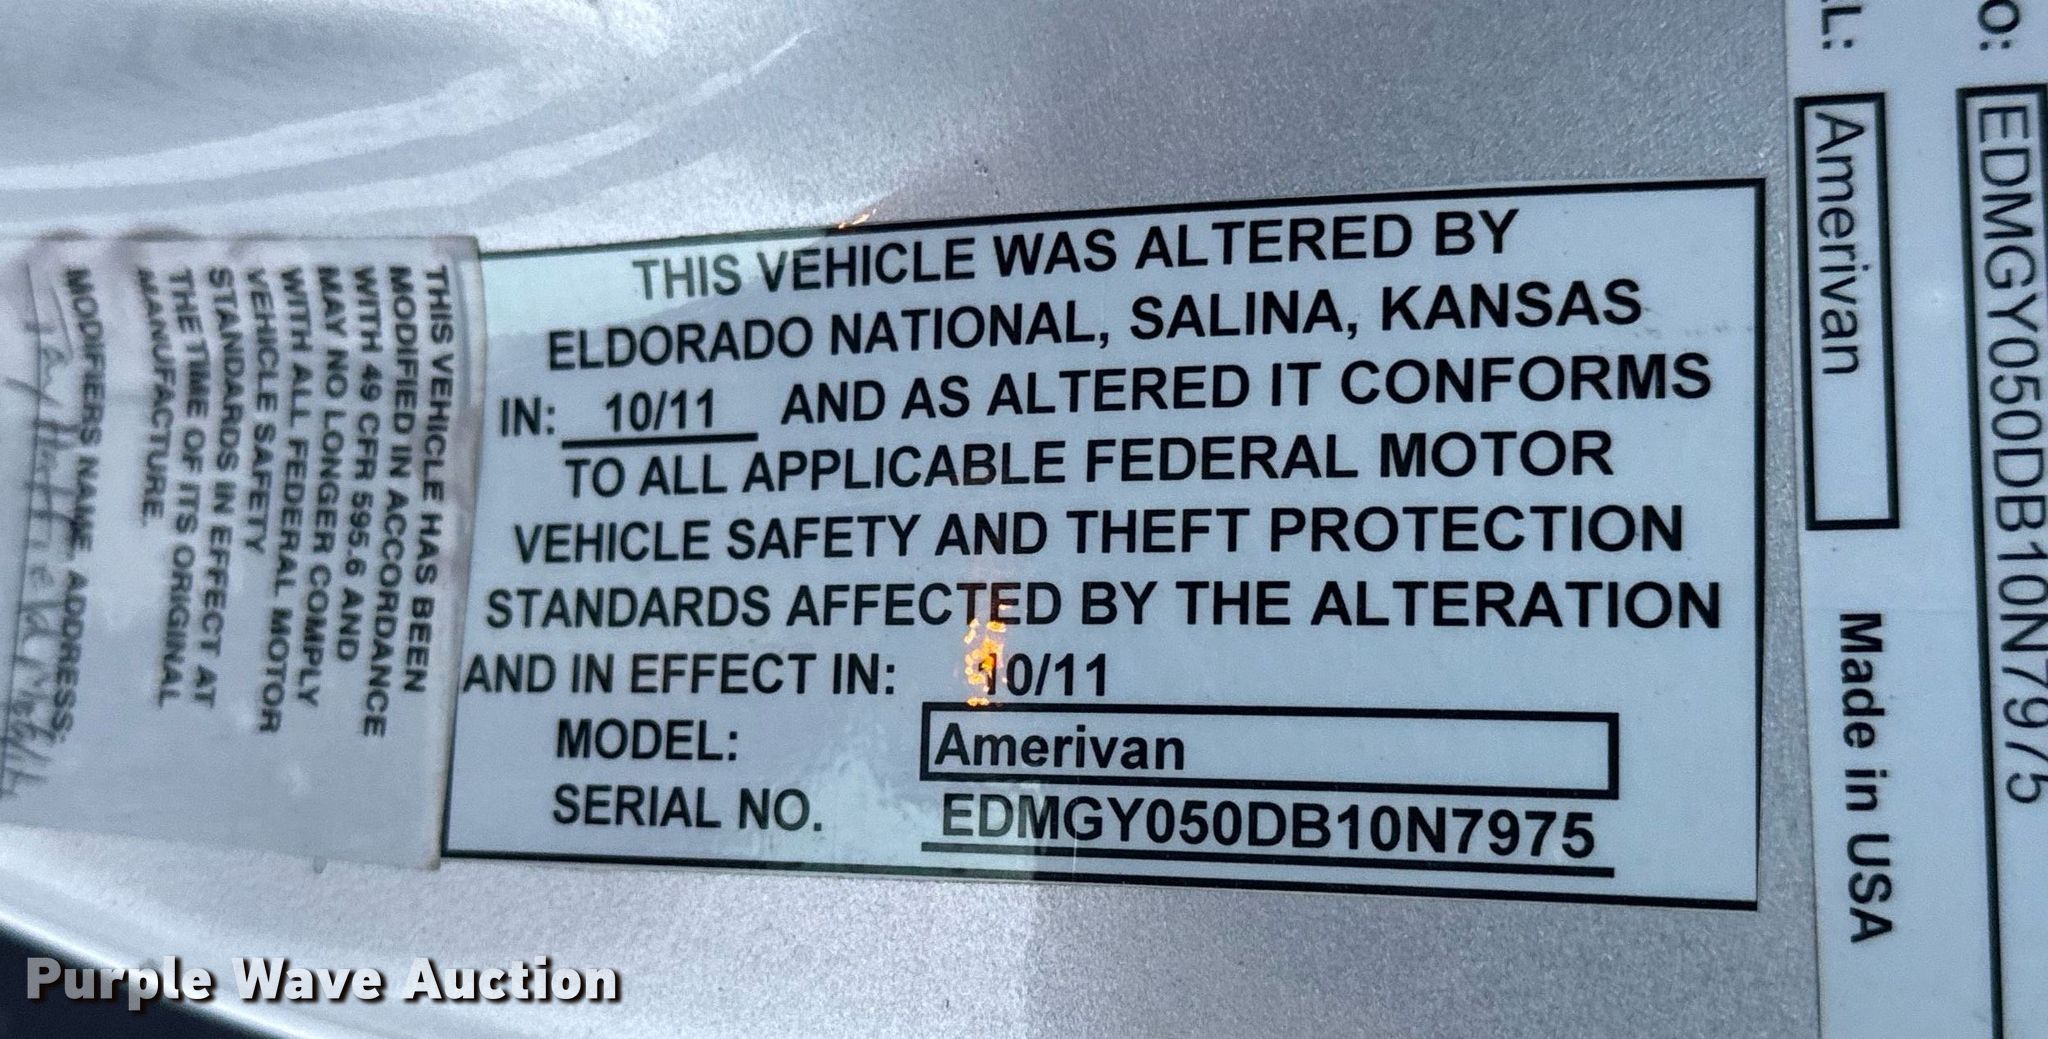 THIS VEHICLE WAS ALTERED BY
ELDORADO NATIONAL, SALINA, KANSAS
IN: 10/11 AND AS ALTERED IT CONFORMS
TO ALL APPLICABLE FEDERAL MOTOR
VEHICLE SAFETY AND THEFT PROTECTION
STANDARDS AFFECTED BY THE ALTERATION
AND IN EFFECT IN: 10/11
MODEL: Amerivan
SERIAL NO. EDMGY050DB10N7975
THIS VEHICLE HAS BEEN
MODIFIED IN ACCORDANCE
WITH 49 CFR 595.6 AND
MAY NO LONGER COMPLY
WITH ALL FEDERAL MOTOR
VEHICLE SAFETY
STANDARDS IN EFFECT AT
THE TIME OF ITS ORIGINAL
MANUFACTURE.
MODIFIERS NAME, ADDRESS:
O: EDMGY050DB10N7975
L: Amerivan Made in USA
Purple Wave Auction